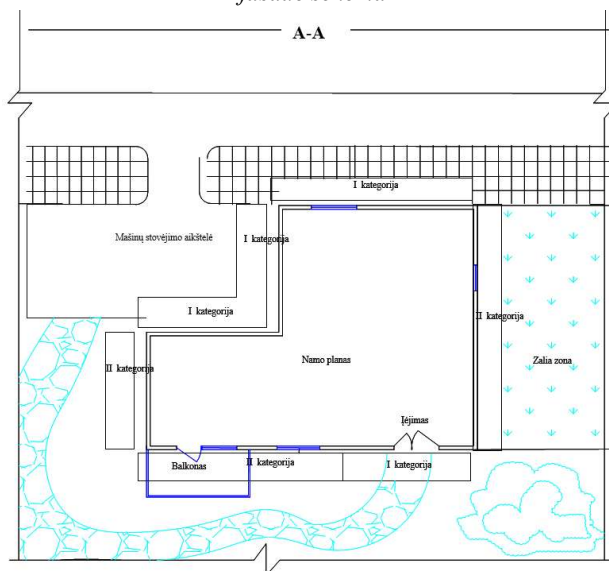 A-A
I kategorija
Mašinų stovėjimo aikštelė
I kategorija
I kategorija
II kategorija
II kategorija
Namo planas
Zalia zona
Įėjimas
Balkonas
II kategorija
I kategorija